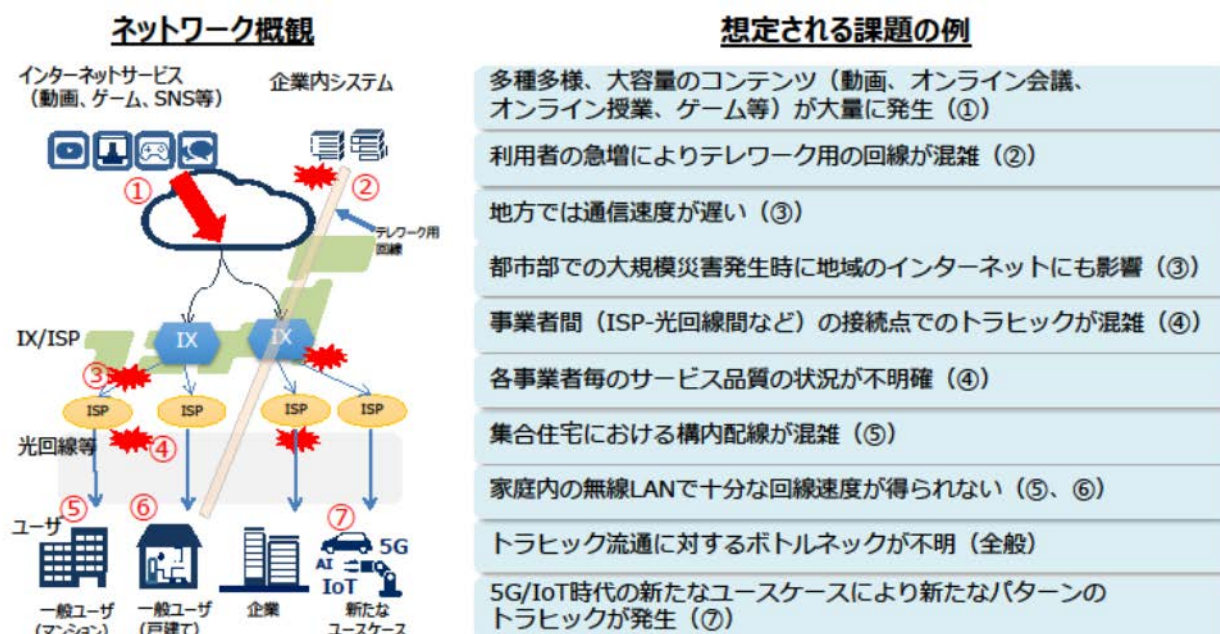 ネットワーク概観
インターネットサービス
(動画、ゲーム、SNS等)
企業内システム
①
②
テレワーク用
回線
IX/ISP
IX
IX
③
ISP
ISP
ISP
ISP
光回線等
④
⑤
⑥
⑦
ユーザ
5G
AI
IoT
一般ユーザ
(マンション)
一般ユーザ
(戸建て)
企業
新たな
ユースケース
想定される課題の例
多種多様、大容量のコンテンツ(動画、オンライン会議、
オンライン授業、ゲーム等)が大量に発生(①)
利用者の急増によりテレワーク用の回線が混雑(②)
地方では通信速度が遅い(③)
都市部での大規模災害発生時に地域のインターネットにも影響(③)
事業者間(ISP-光回線間など)の接続点でのトラヒックが混雑(④)
各事業者毎のサービス品質の状況が不明確(④)
集合住宅における構内配線が混雑(⑤)
家庭内の無線LANで十分な回線速度が得られない(⑤、⑥)
トラヒック流通に対するボトルネックが不明(全般)
5G/IoT時代の新たなユースケースにより新たなパターンの
トラヒックが発生(⑦)